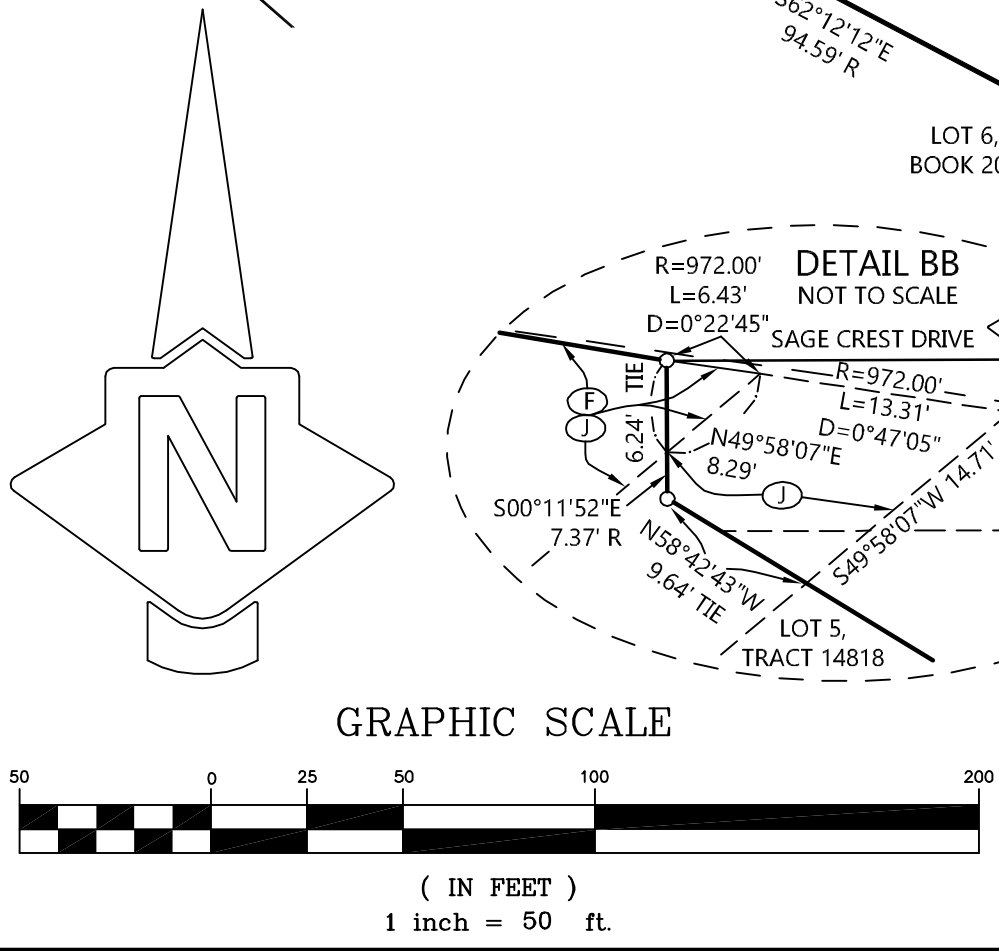 S62°12'12"E
94.59' R
LOT 6,
BOOK 20
DETAIL BB
NOT TO SCALE
R=972.00'
L=6.43'
D=0°22'45"
SAGE CREST DRIVE
R=972.00'
L=13.31'
D=0°47'05"
6.24' TIE
F
J
N49°58'07"E
8.29'
J
S49°58'07"W 14.71'
S00°11'52"E
7.37' R
N58°42'43"W
9.64' TIE
LOT 5,
TRACT 14818
N
GRAPHIC SCALE
50 0 25 50 100 200
( IN FEET )
1 inch = 50 ft.